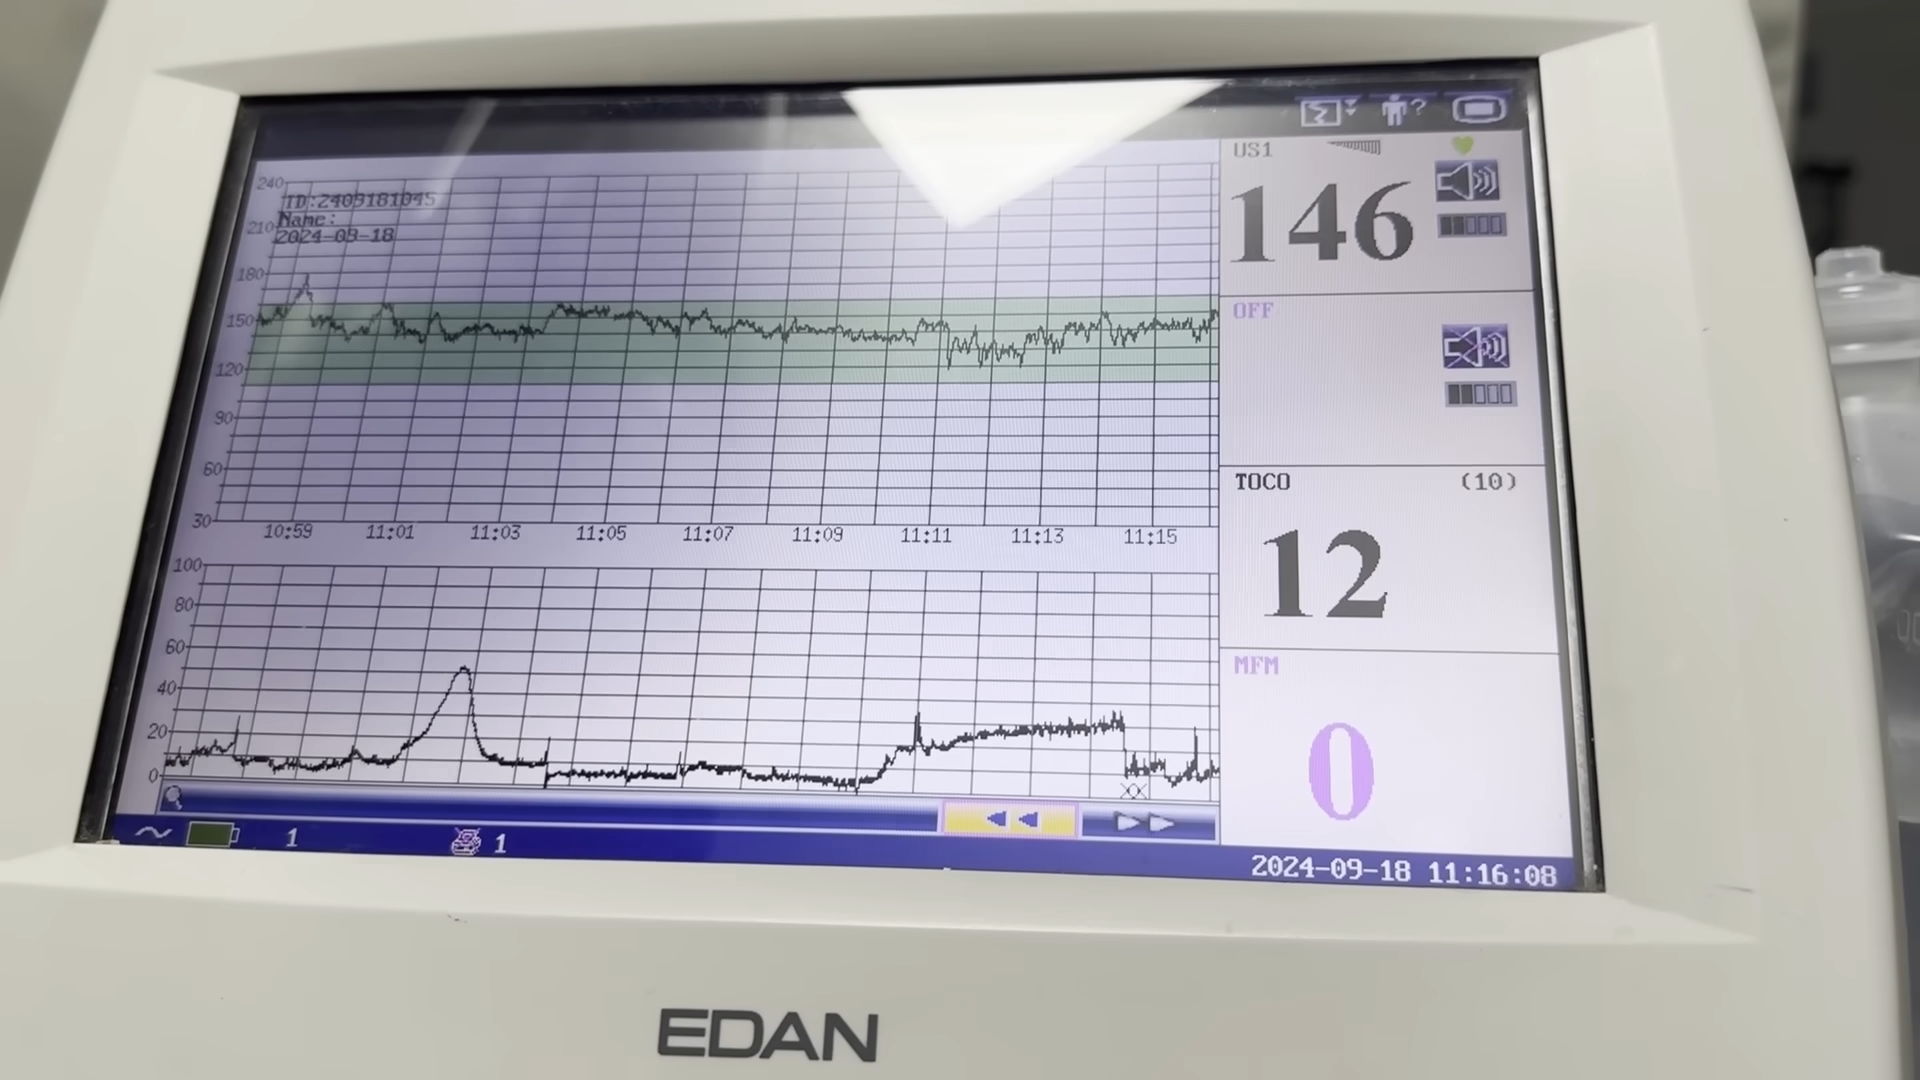 US1
240
ID:2409181045
Name:
210
2024-09-18
146
180
150
OFF
120
90
60
30
10:59 11:01 11:03 11:05 11:07 11:09 11:11 11:13 11:15
TOCO (10)
12
100
80
60
40
20
0
MFM
0
1 1
2024-09-18 11:16:08
EDAN